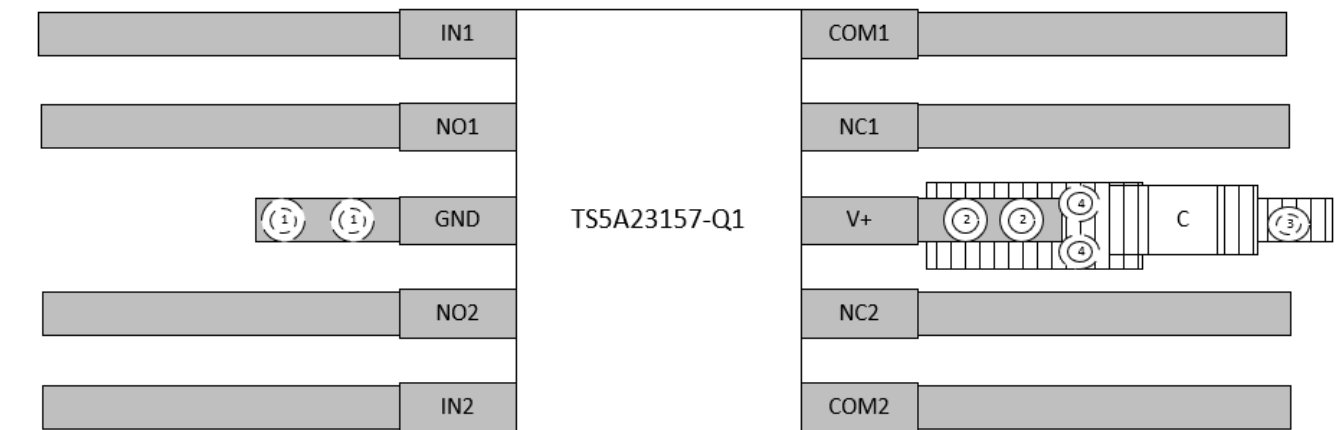 IN1 COM1
NO1 NC1
1 1 GND TS5A23157-Q1 V+ 2 2 4 4 C 3
NO2 NC2
IN2 COM2